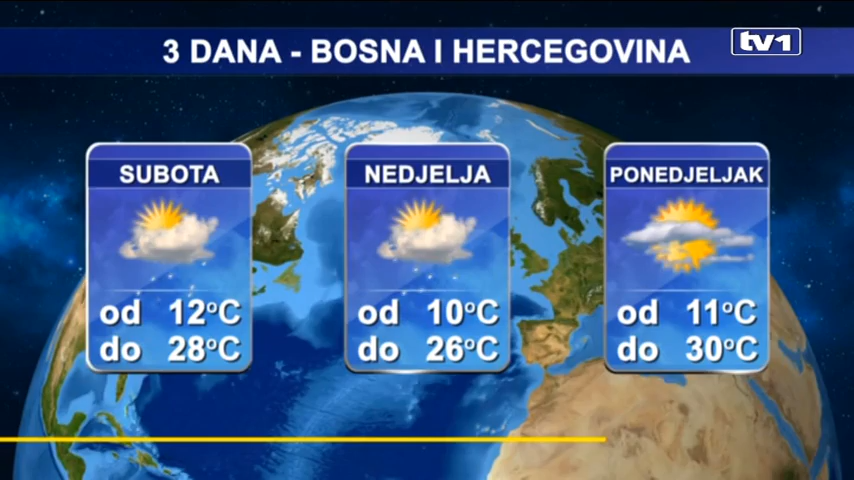 3 DANA - BOSNA I HERCEGOVINA
tv1
SUBOTA
od 12°C
do 28°C
NEDJELJA
od 10°C
do 26°C
PONEDJELJAK
od 11°C
do 30°C